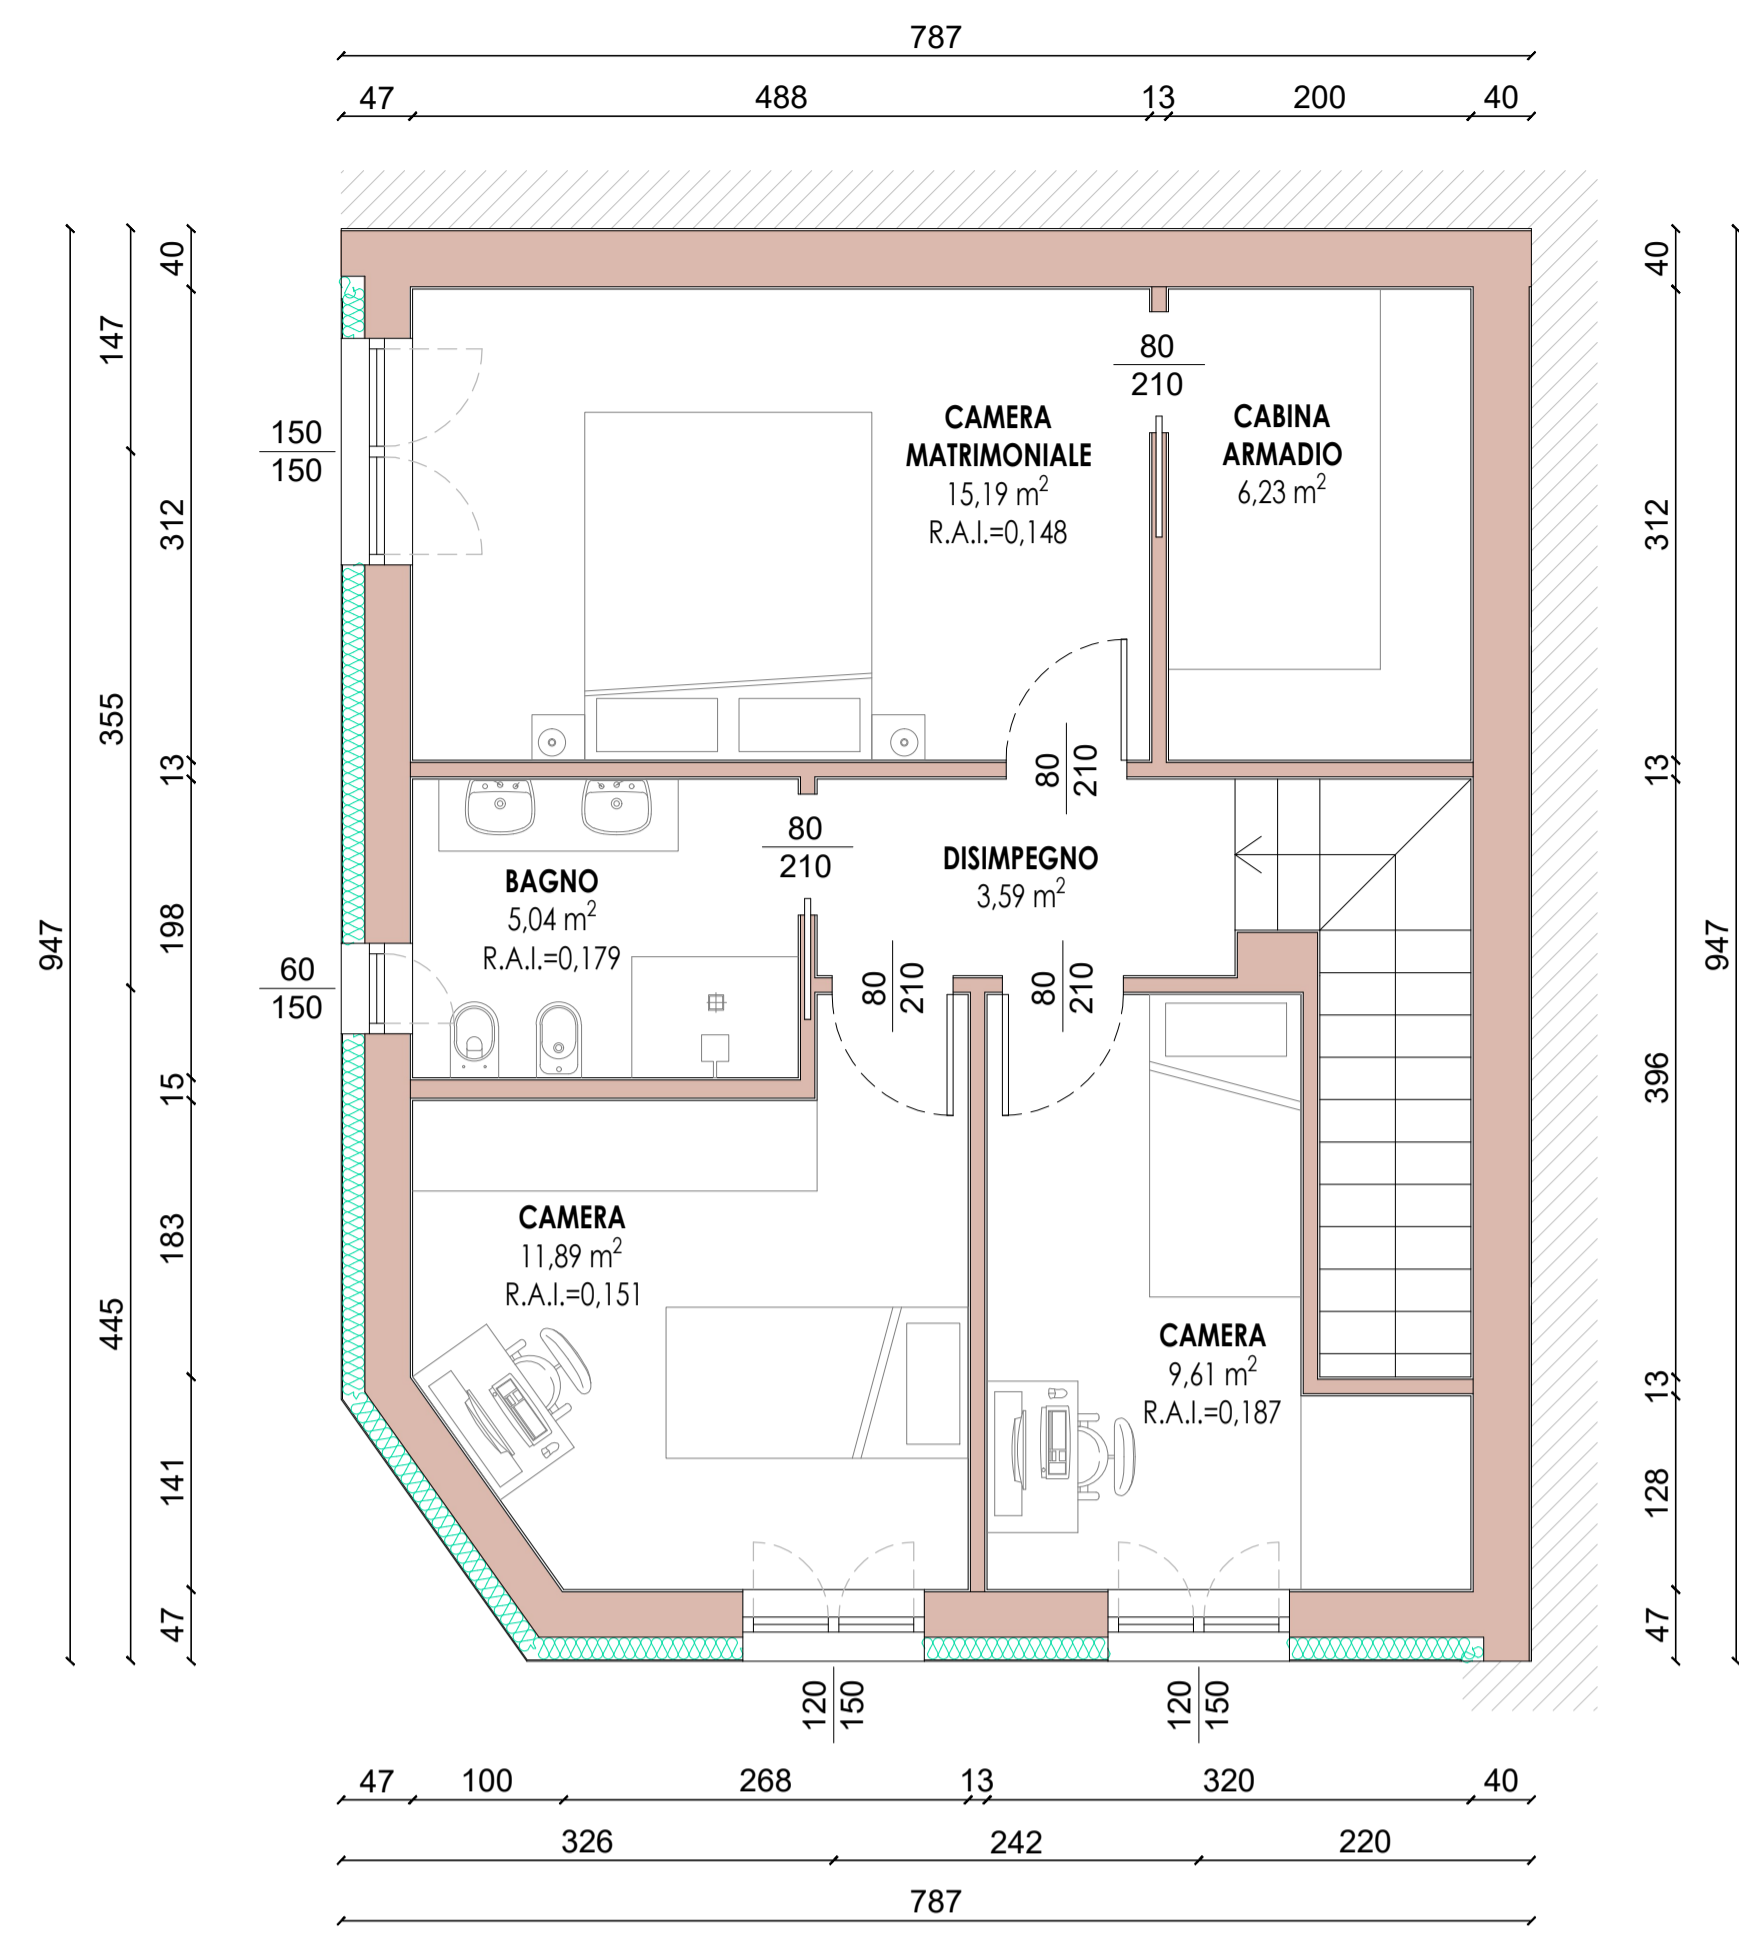 787
47 488 13 200 40
40
147
312
355
13
198
947
15
183
445
141
47
150
150
60
150
CAMERA
MATRIMONIALE
15,19 m²
R.A.I.=0,148
80
210
CABINA
ARMADIO
6,23 m²
80
210
BAGNO
5,04 m²
R.A.I.=0,179
80
210
DISIMPEGNO
3,59 m²
80
210
80
210
CAMERA
11,89 m²
R.A.I.=0,151
CAMERA
9,61 m²
R.A.I.=0,187
40
312
13
947
396
13
128
47
120
150
120
150
47 100 268 13 320 40
326 242 220
787